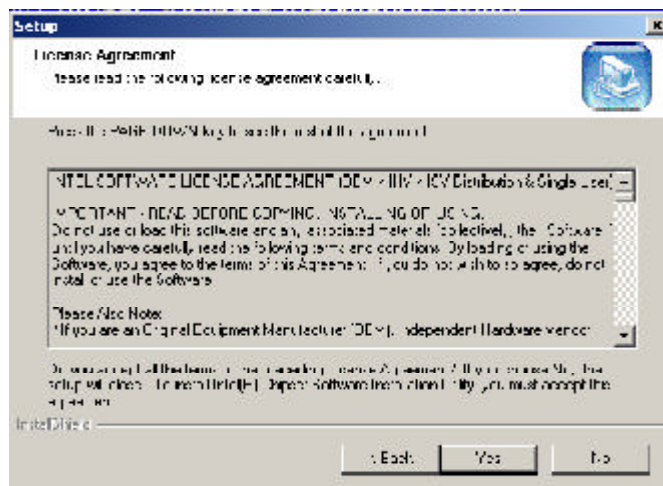 Setup
License Agreement
Please read the following license agreement carefully.
Press the PAGE DOWN key to see the rest of the agreement.
INTEL SOFTWARE LICENSE AGREEMENT (OEM / IHV / ISV Distribution & Single User)
IMPORTANT - READ BEFORE COPYING, INSTALLING OR USING.
Do not use or load this software and any associated materials (collectively, the "Software")
until you have carefully read the following terms and conditions. By loading or using the
Software, you agree to the terms of this Agreement. If you do not wish to so agree, do not
install or use the Software.
Please Also Note:
* If you are an Original Equipment Manufacturer (OEM), Independent Hardware Vendor
Do you accept all the terms of the preceding License Agreement? If you choose No, the
setup will close. To install Intel(R) Chipset Software Installation Utility, you must accept this
agreement.
InstallShield
< Back
Yes
No